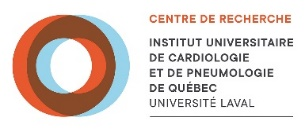 CENTRE DE RECHERCHE
INSTITUT UNIVERSITAIRE
DE CARDIOLOGIE
ET DE PNEUMOLOGIE
DE QUÉBEC
UNIVERSITÉ LAVAL